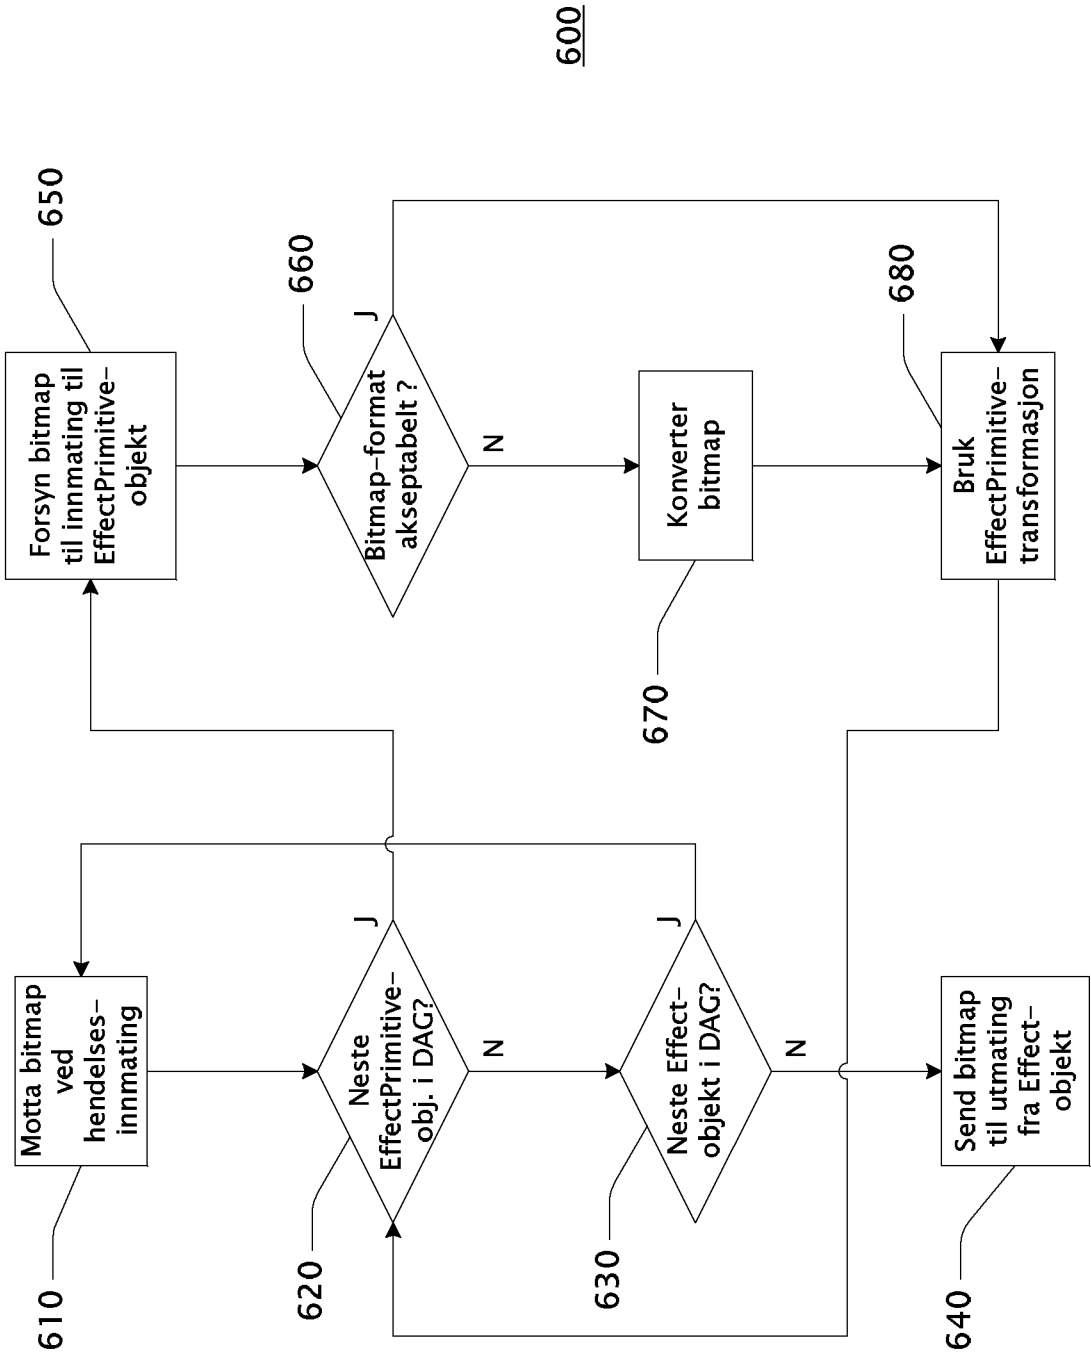 600
610
Motta bitmap
ved
hendelses-
innmating
620
Neste
EffectPrimitive-
obj. i DAG?
J
N
630
Neste Effect-
objekt i DAG?
J
N
640
Send bitmap
til utmating
fra Effect-
objekt
650
Forsyn bitmap
til innmating til
EffectPrimitive-
objekt
660
Bitmap-format
akseptabelt ?
J
N
670
Konverter
bitmap
680
Bruk
EffectPrimitive-
transformasjon